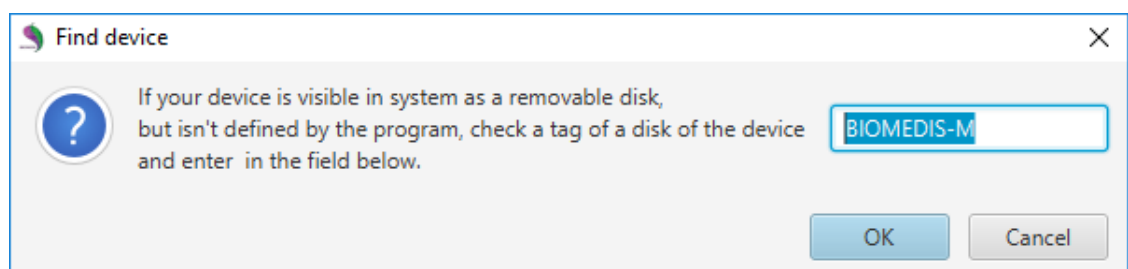 Find device
If your device is visible in system as a removable disk,
but isn't defined by the program, check a tag of a disk of the device
and enter  in the field below.
BIOMEDIS-M
OK
Cancel